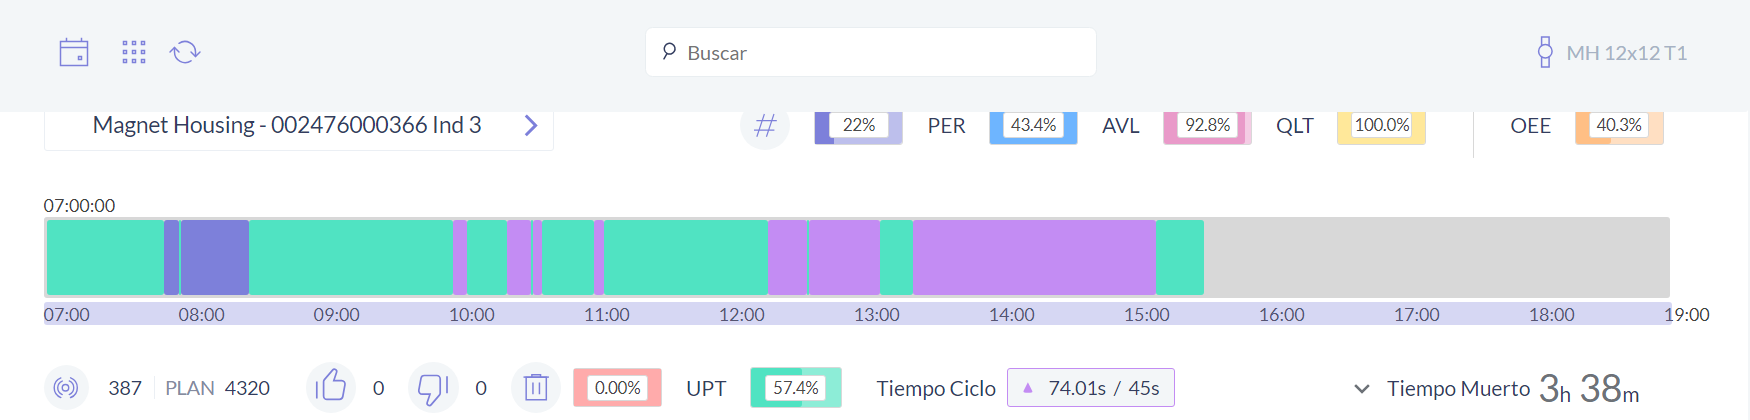 Buscar
MH 12x12 T1
Magnet Housing - 002476000366 Ind 3
# 22% PER 43.4% AVL 92.8% QLT 100.0% OEE 40.3%
07:00:00
07:00 08:00 09:00 10:00 11:00 12:00 13:00 14:00 15:00 16:00 17:00 18:00 19:00
387 PLAN 4320 0 0 0.00% UPT 57.4% Tiempo Ciclo 74.01s / 45s Tiempo Muerto 3h 38m